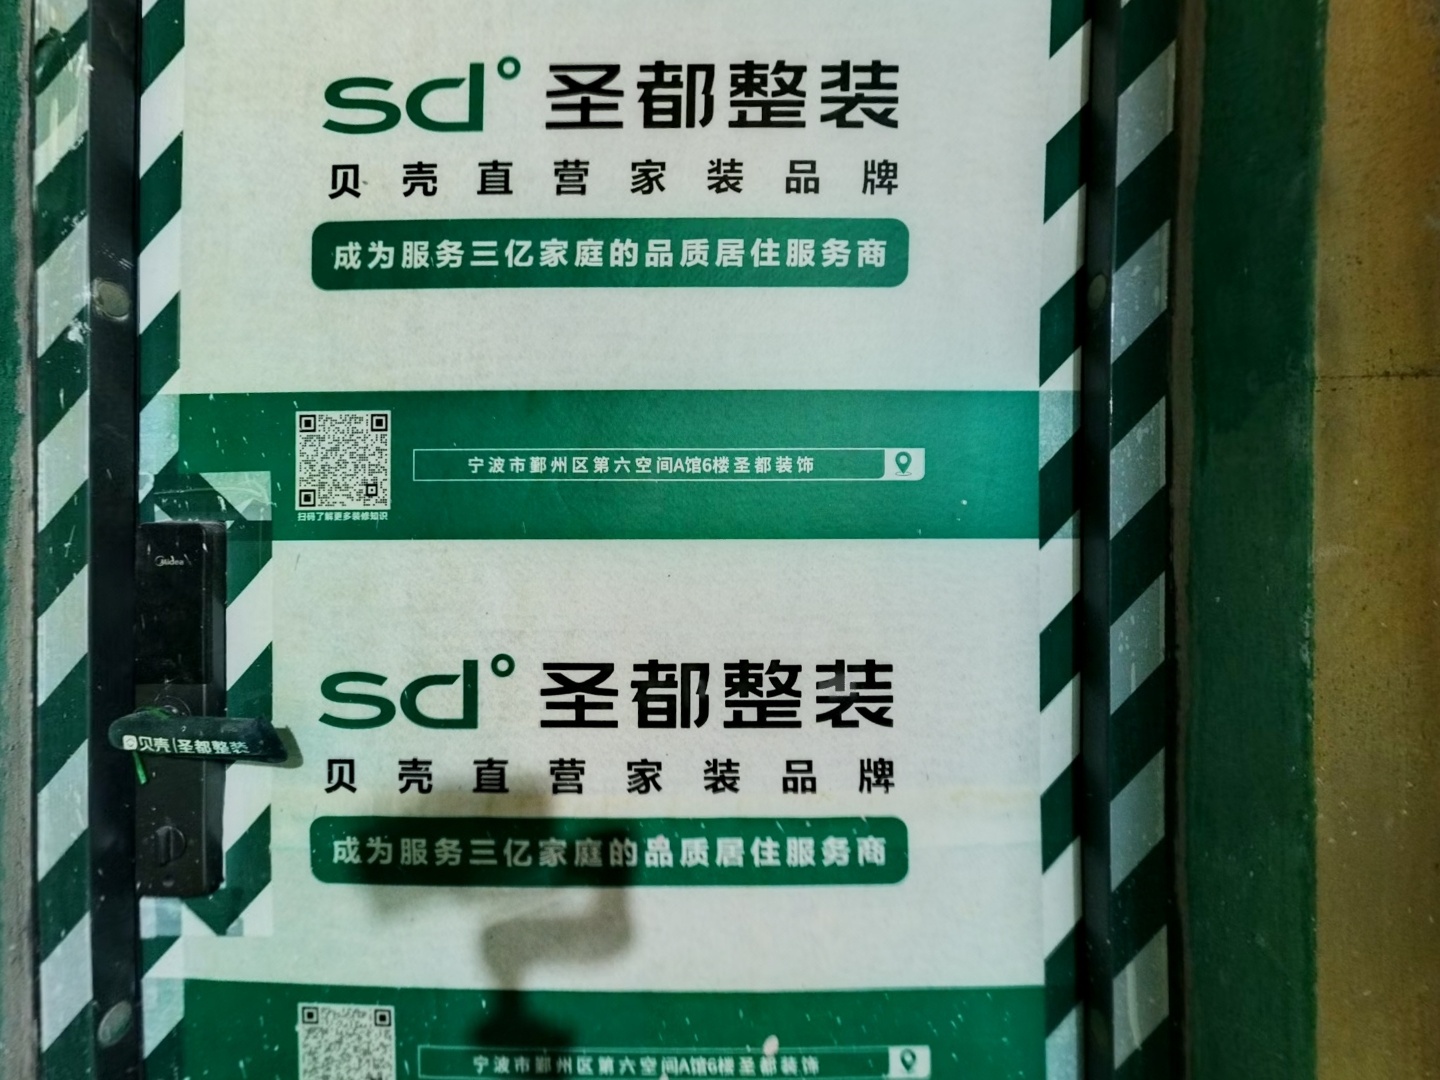 sd° 圣都整装
贝壳直营家装品牌
成为服务三亿家庭的品质居住服务商
宁波市鄞州区第六空间A馆6楼圣都装饰
扫码了解更多装修知识
Midea
sd° 圣都整装
贝壳|圣都整装
贝壳直营家装品牌
成为服务三亿家庭的品质居住服务商
宁波市鄞州区第六空间A馆6楼圣都装饰